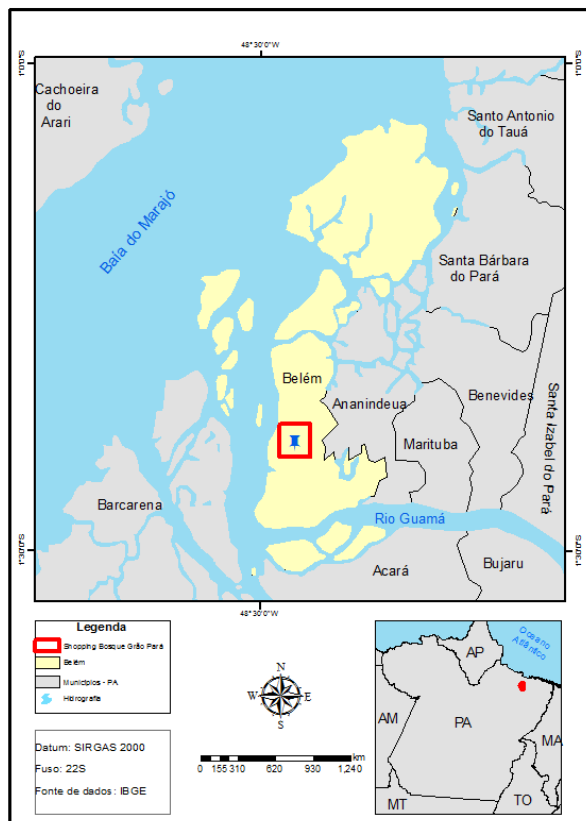 48°30'0"W
1°0'0"S
1°0'0"S
Cachoeira
do
Arari
Santo Antonio
do Tauá
Baía do Marajó
Santa Bárbara
do Pará
Belém
Ananindeua
Benevides
Santa Izabel do Pará
Marituba
Barcarena
Rio Guamá
Bujaru
Acará
1°30'0"S
1°30'0"S
48°30'0"W
Legenda
Shopping Bosque Grão Pará
Belém
Municípios - PA
Hidrografia
Datum: SIRGAS 2000
Fuso: 22S
Fonte de dados : IBGE
N
W
E
S
km
0 155 310 620 930 1,240
Oceano
Atlântico
AP
AM
PA
MA
MT
TO